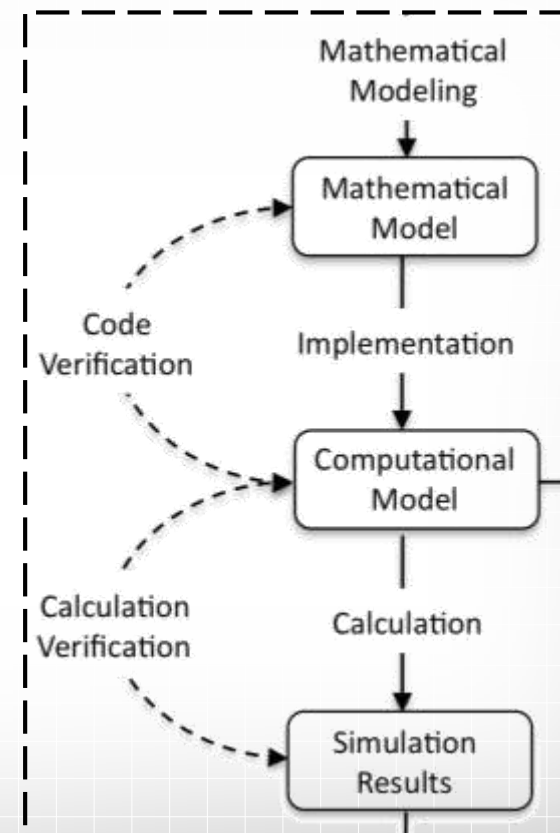 Mathematical
Modeling
Mathematical
Model
Code
Verification
Implementation
Computational
Model
Calculation
Verification
Calculation
Simulation
Results